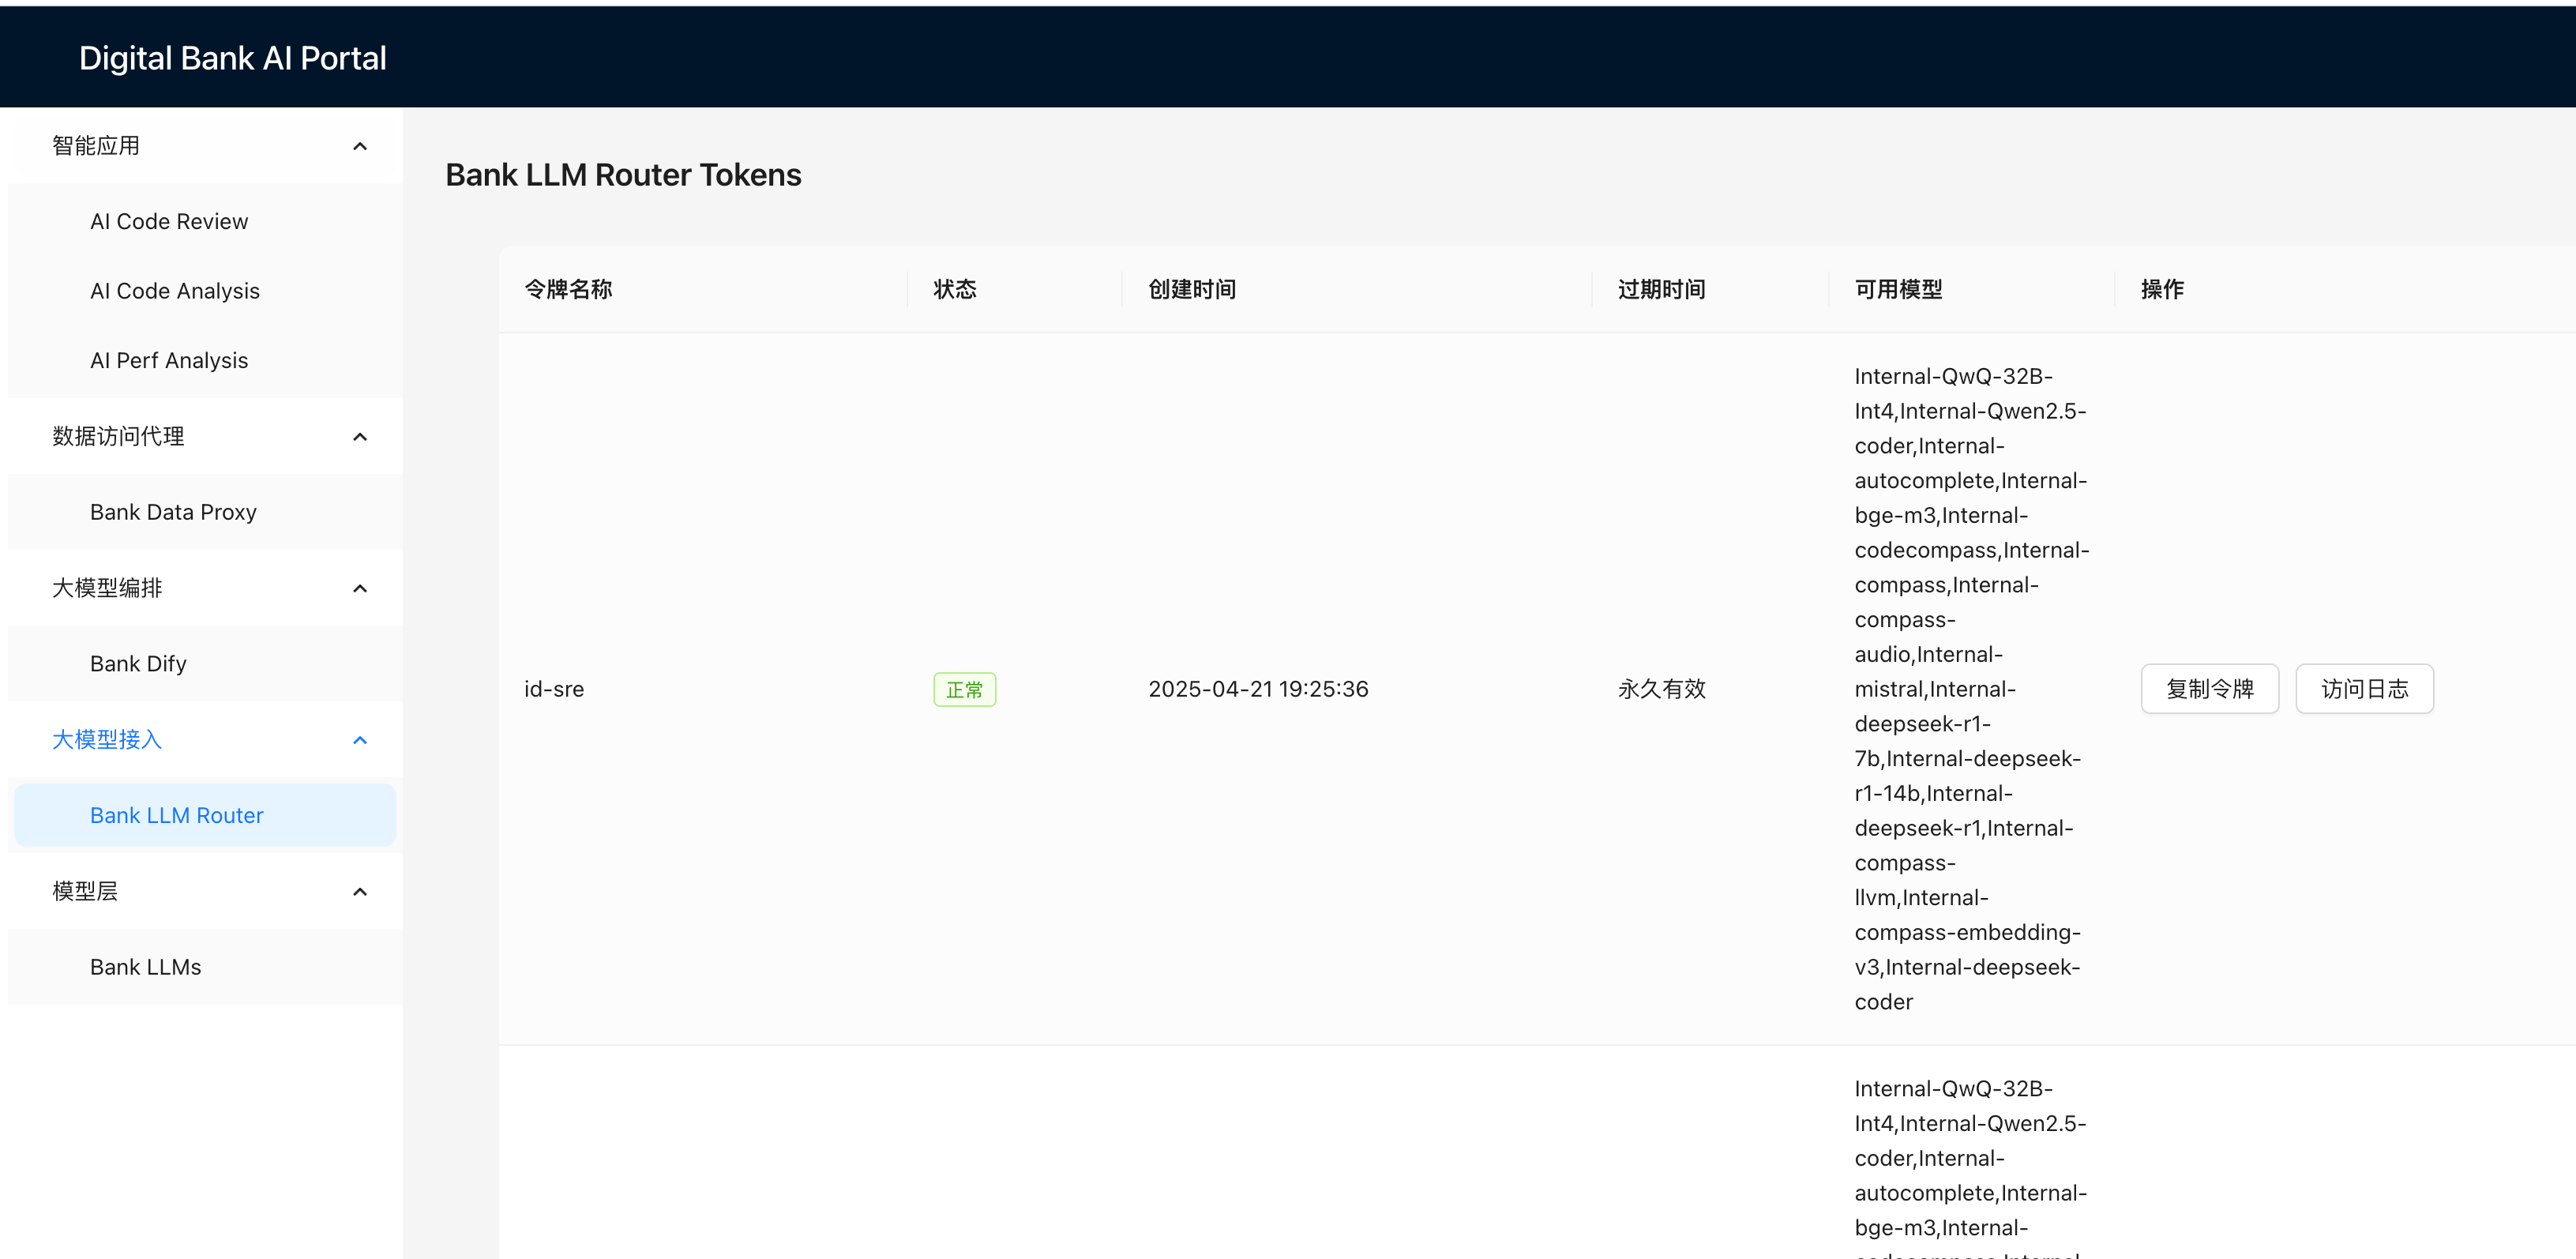 Digital Bank AI Portal
智能应用
AI Code Review
AI Code Analysis
AI Perf Analysis
数据访问代理
Bank Data Proxy
大模型编排
Bank Dify
大模型接入
Bank LLM Router
模型层
Bank LLMs
Bank LLM Router Tokens
令牌名称 状态 创建时间 过期时间 可用模型 操作
id-sre 正常 2025-04-21 19:25:36 永久有效
Internal-QwQ-32B-
Int4,Internal-Qwen2.5-
coder,Internal-
autocomplete,Internal-
bge-m3,Internal-
codecompass,Internal-
compass,Internal-
compass-
audio,Internal-
mistral,Internal-
deepseek-r1-
7b,Internal-deepseek-
r1-14b,Internal-
deepseek-r1,Internal-
compass-
llvm,Internal-
compass-embedding-
v3,Internal-deepseek-
coder
复制令牌 访问日志
Internal-QwQ-32B-
Int4,Internal-Qwen2.5-
coder,Internal-
autocomplete,Internal-
bge-m3,Internal-